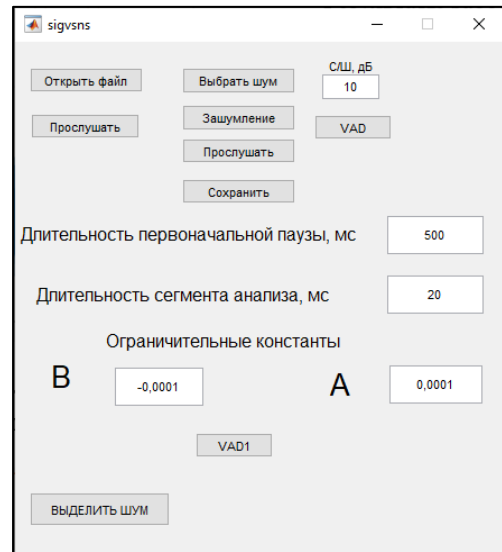 sigvsns
Открыть файл
Выбрать шум
С/Ш, дБ
10
Прослушать
Зашумление
VAD
Прослушать
Сохранить
Длительность первоначальной паузы, мс
500
Длительность сегмента анализа, мс
20
Ограничительные константы
B
-0,0001
A
0,0001
VAD1
ВЫДЕЛИТЬ ШУМ